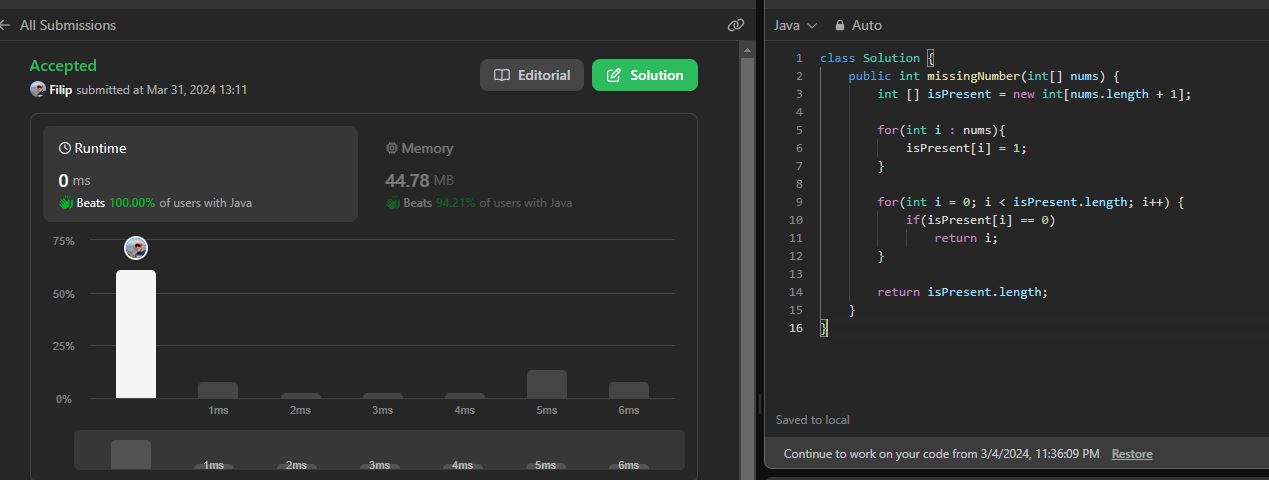 All Submissions
Accepted
Filip submitted at Mar 31, 2024 13:11
Editorial
Solution
Runtime
0 ms
Beats 100.00% of users with Java
Memory
44.78 MB
Beats 94.21% of users with Java
75%
50%
25%
0%
1ms 2ms 3ms 4ms 5ms 6ms
1ms 2ms 3ms 4ms 5ms 6ms
Java Auto
1 class Solution {
2 public int missingNumber(int[] nums) {
3 int [] isPresent = new int[nums.length + 1];
4
5 for(int i : nums){
6 isPresent[i] = 1;
7 }
8
9 for(int i = 0; i < isPresent.length; i++) {
10 if(isPresent[i] == 0)
11 return i;
12 }
13
14 return isPresent.length;
15 }
16 }
Saved to local
Continue to work on your code from 3/4/2024, 11:36:09 PM Restore